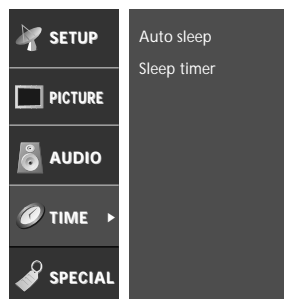 SETUP
PICTURE
AUDIO
TIME
SPECIAL
Auto sleep
Sleep timer